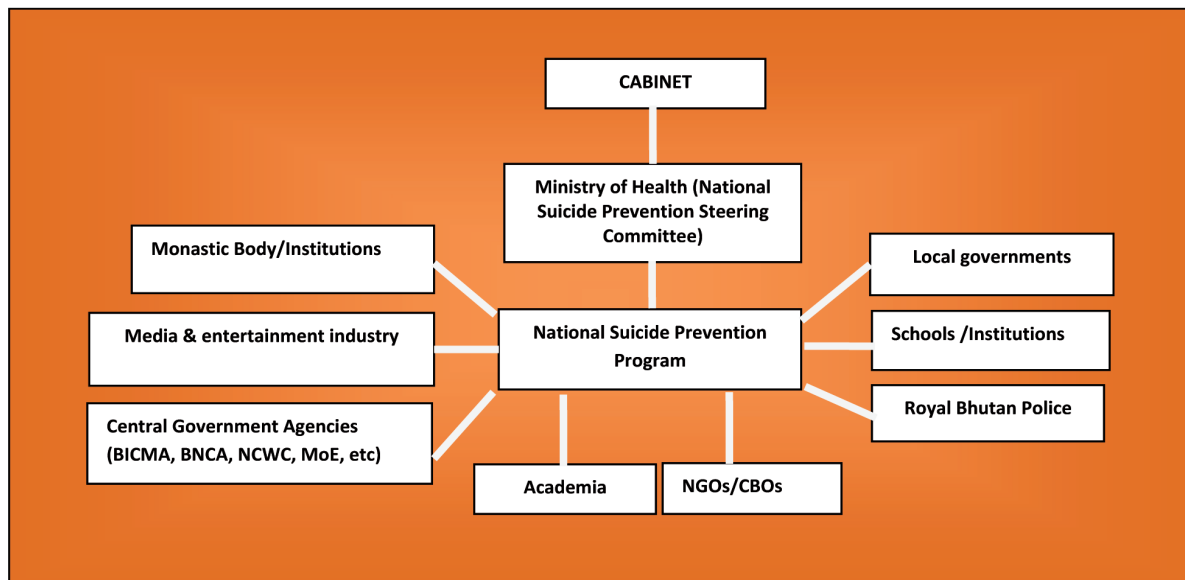 CABINET
Ministry of Health (National
Suicide Prevention Steering
Committee)
Monastic Body/Institutions
Local governments
Media & entertainment industry
National Suicide Prevention
Program
Schools /Institutions
Central Government Agencies
(BICMA, BNCA, NCWC, MoE, etc)
Royal Bhutan Police
Academia
NGOs/CBOs